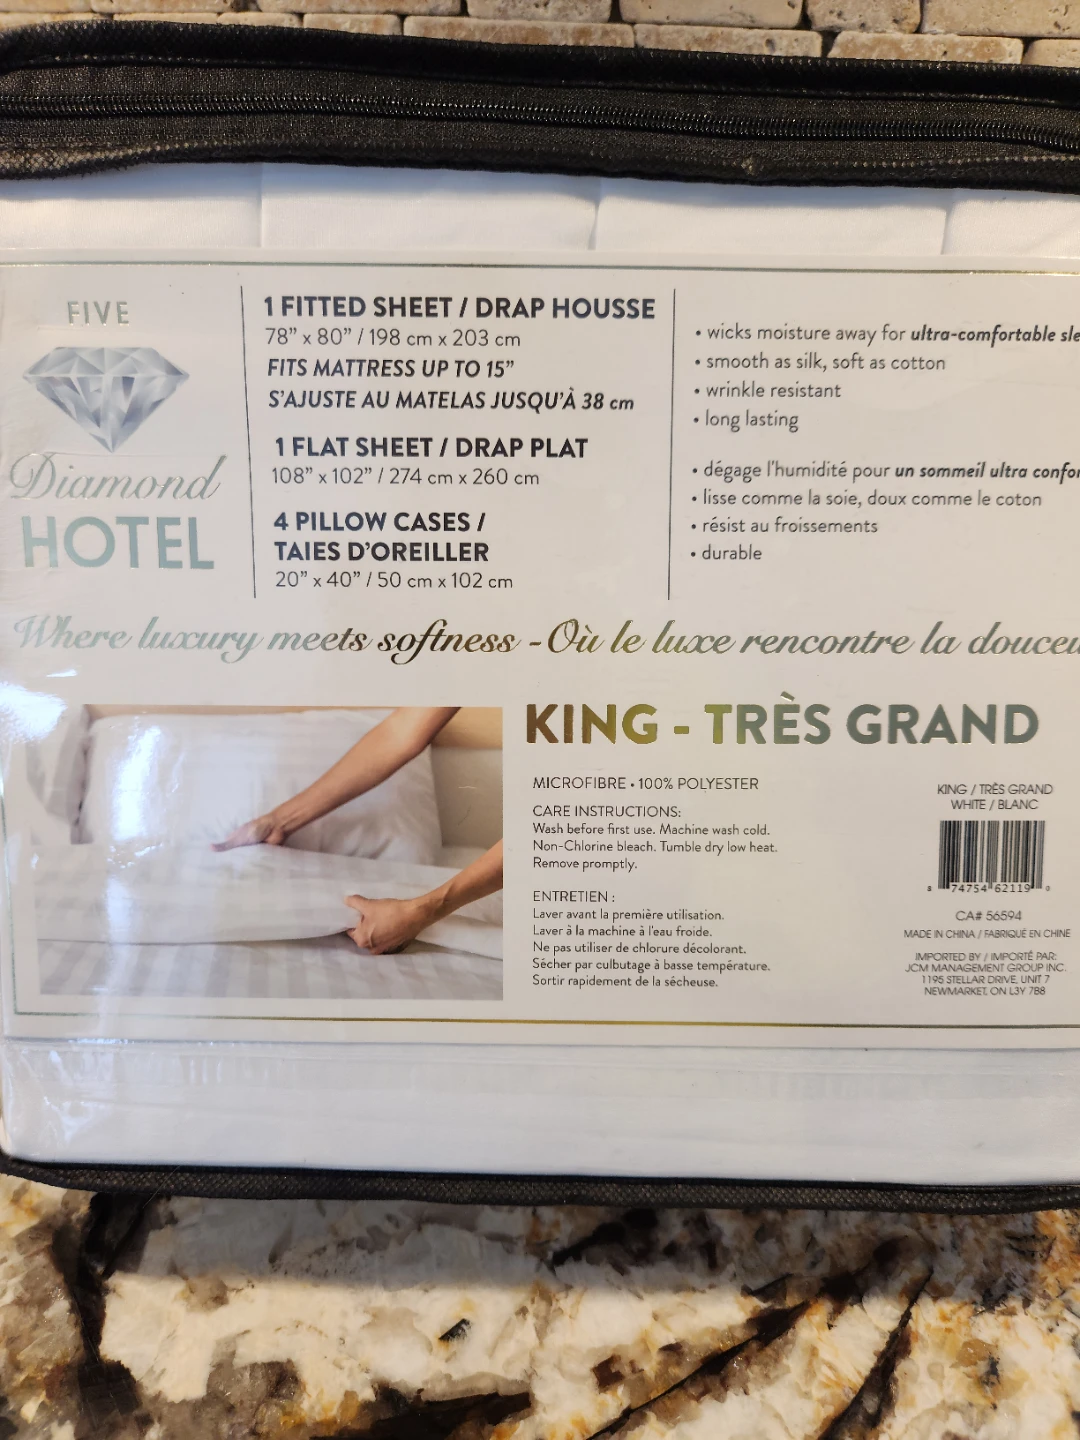 FIVE
Diamond
HOTEL
1 FITTED SHEET / DRAP HOUSSE
78” x 80” / 198 cm x 203 cm
FITS MATTRESS UP TO 15”
S’AJUSTE AU MATELAS JUSQU’À 38 cm
1 FLAT SHEET / DRAP PLAT
108” x 102” / 274 cm x 260 cm
4 PILLOW CASES /
TAIES D’OREILLER
20” x 40” / 50 cm x 102 cm
• wicks moisture away for ultra-comfortable sle
• smooth as silk, soft as cotton
• wrinkle resistant
• long lasting
• dégage l'humidité pour un sommeil ultra confor
• lisse comme la soie, doux comme le coton
• résist au froissements
• durable
Where luxury meets softness - Où le luxe rencontre la douceu
KING - TRÈS GRAND
MICROFIBRE • 100% POLYESTER
CARE INSTRUCTIONS:
Wash before first use. Machine wash cold.
Non-Chlorine bleach. Tumble dry low heat.
Remove promptly.
ENTRETIEN :
Laver avant la première utilisation.
Laver à la machine à l'eau froide.
Ne pas utiliser de chlorure décolorant.
Sécher par culbutage à basse température.
Sortir rapidement de la sécheuse.
KING / TRÈS GRAND
WHITE / BLANC
8 74754 62119 0
CA# 56594
MADE IN CHINA / FABRIQUÉ EN CHINE
IMPORTED BY / IMPORTÉ PAR:
JCM MANAGEMENT GROUP INC.
1195 STELLAR DRIVE, UNIT 7
NEWMARKET, ON L3Y 7B8